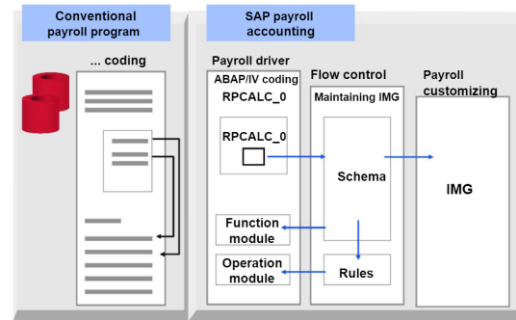 Conventional
payroll program
SAP payroll
accounting
... coding
Payroll driver
ABAP/IV coding
RPCALC_0
RPCALC_0
Function
module
Operation
module
Flow control
Maintaining IMG
Schema
Rules
Payroll
customizing
IMG